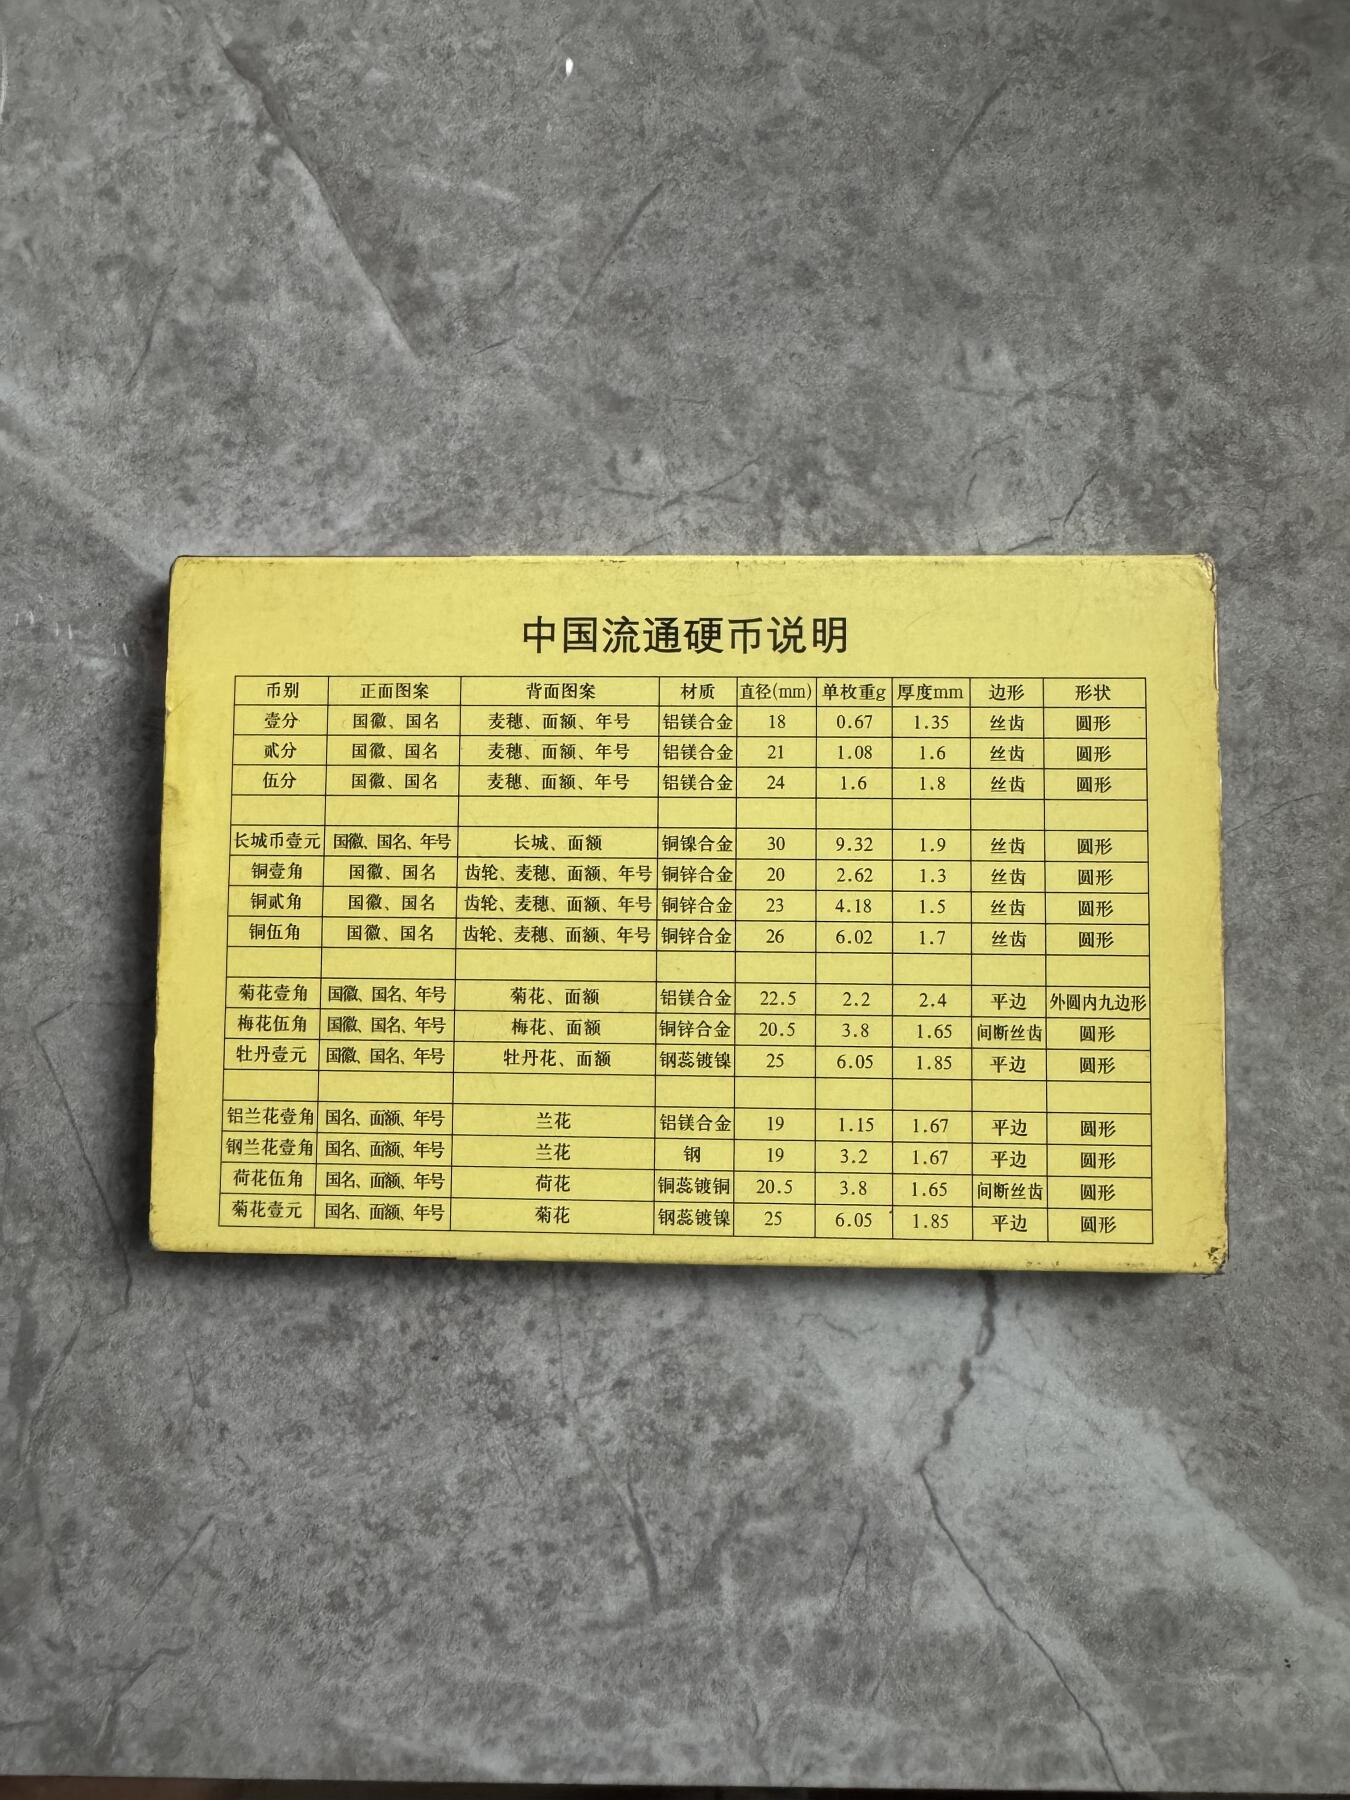 中国流通硬币说明
币别 正面图案 背面图案 材质 直径(mm) 单枚重g 厚度mm 边形 形状
壹分 国徽、国名 麦穗、面额、年号 铝镁合金 18 0.67 1.35 丝齿 圆形
贰分 国徽、国名 麦穗、面额、年号 铝镁合金 21 1.08 1.6 丝齿 圆形
伍分 国徽、国名 麦穗、面额、年号 铝镁合金 24 1.6 1.8 丝齿 圆形
长城币壹元 国徽、国名、年号 长城、面额 铜镍合金 30 9.32 1.9 丝齿 圆形
铜壹角 国徽、国名 齿轮、麦穗、面额、年号 铜锌合金 20 2.62 1.3 丝齿 圆形
铜贰角 国徽、国名 齿轮、麦穗、面额、年号 铜锌合金 23 4.18 1.5 丝齿 圆形
铜伍角 国徽、国名 齿轮、麦穗、面额、年号 铜锌合金 26 6.02 1.7 丝齿 圆形
菊花壹角 国徽、国名、年号 菊花、面额 铝镁合金 22.5 2.2 2.4 平边 外圆内九边形
梅花伍角 国徽、国名、年号 梅花、面额 铜锌合金 20.5 3.8 1.65 间断丝齿 圆形
牡丹壹元 国徽、国名、年号 牡丹花、面额 钢蕊镀镍 25 6.05 1.85 平边 圆形
铝兰花壹角 国名、面额、年号 兰花 铝镁合金 19 1.15 1.67 平边 圆形
钢兰花壹角 国名、面额、年号 兰花 钢 19 3.2 1.67 平边 圆形
荷花伍角 国名、面额、年号 荷花 铜蕊镀铜 20.5 3.8 1.65 间断丝齿 圆形
菊花壹元 国名、面额、年号 菊花 钢蕊镀镍 25 6.05 1.85 平边 圆形